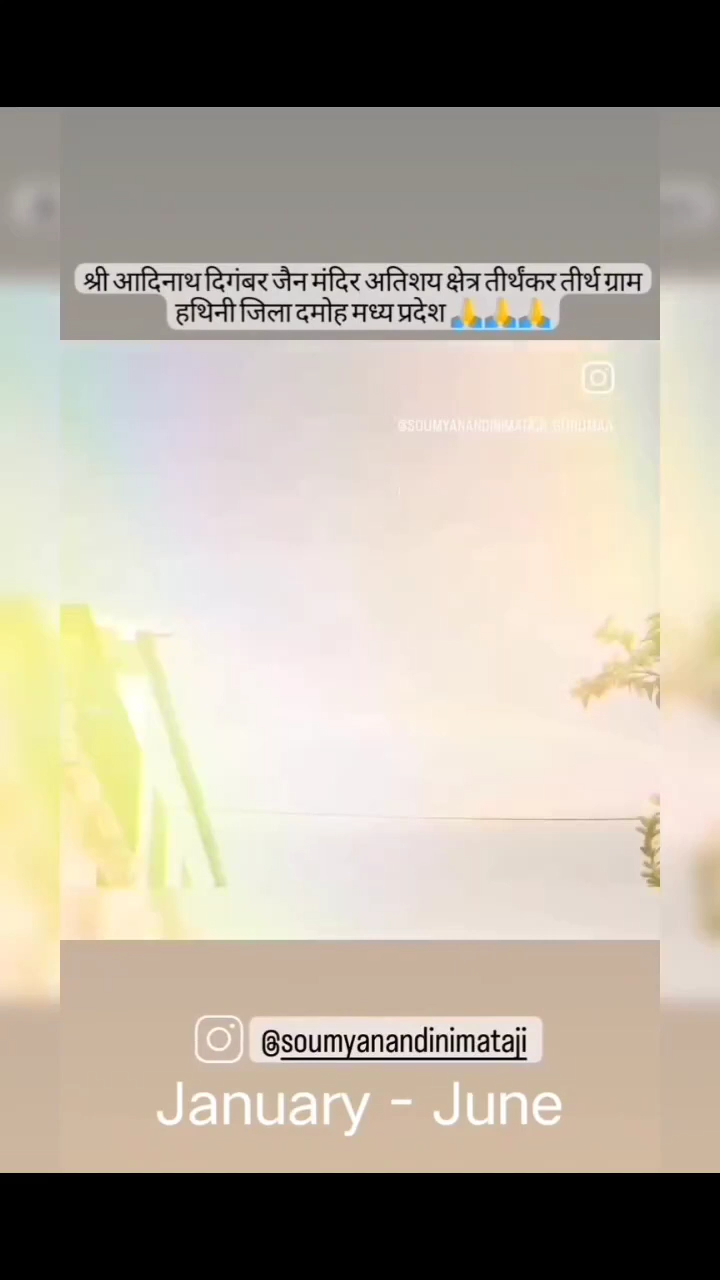 श्री आदिनाथ दिगंबर जैन मंदिर अतिशय क्षेत्र तीर्थंकर तीर्थ ग्राम
हथिनी जिला दमोह मध्य प्रदेश 🙏🙏🙏
@soumyanandinimataji
January - June